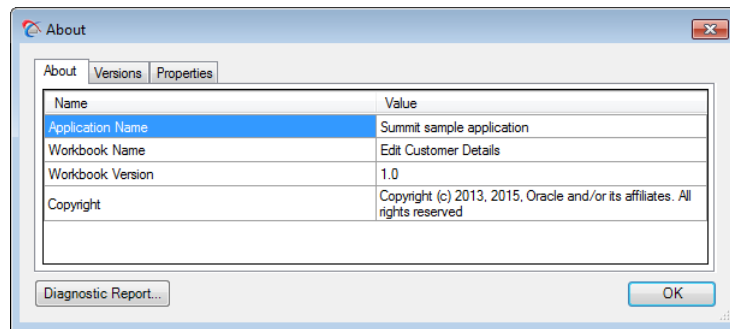 About
About Versions Properties
Name Value
Application Name Summit sample application
Workbook Name Edit Customer Details
Workbook Version 1.0
Copyright Copyright (c) 2013, 2015, Oracle and/or its affiliates. All
rights reserved
Diagnostic Report... OK